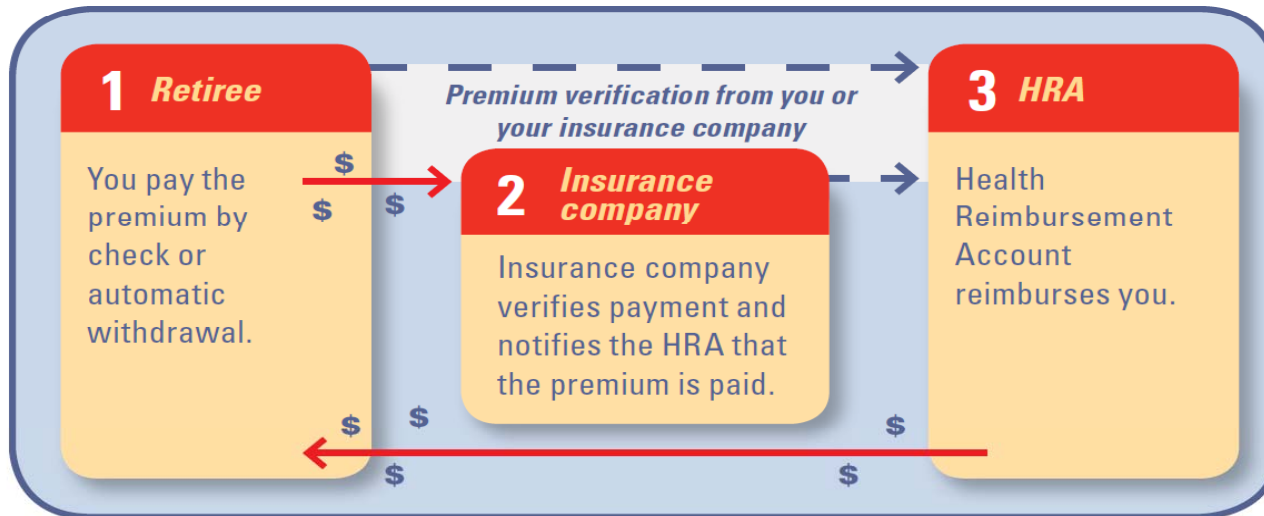 1 Retiree
You pay the
premium by
check or
automatic
withdrawal.
$
$
$
Premium verification from you or
your insurance company
2 Insurance
company
Insurance company
verifies payment and
notifies the HRA that
the premium is paid.
3 HRA
Health
Reimbursement
Account
reimburses you.
$
$
$
$
$